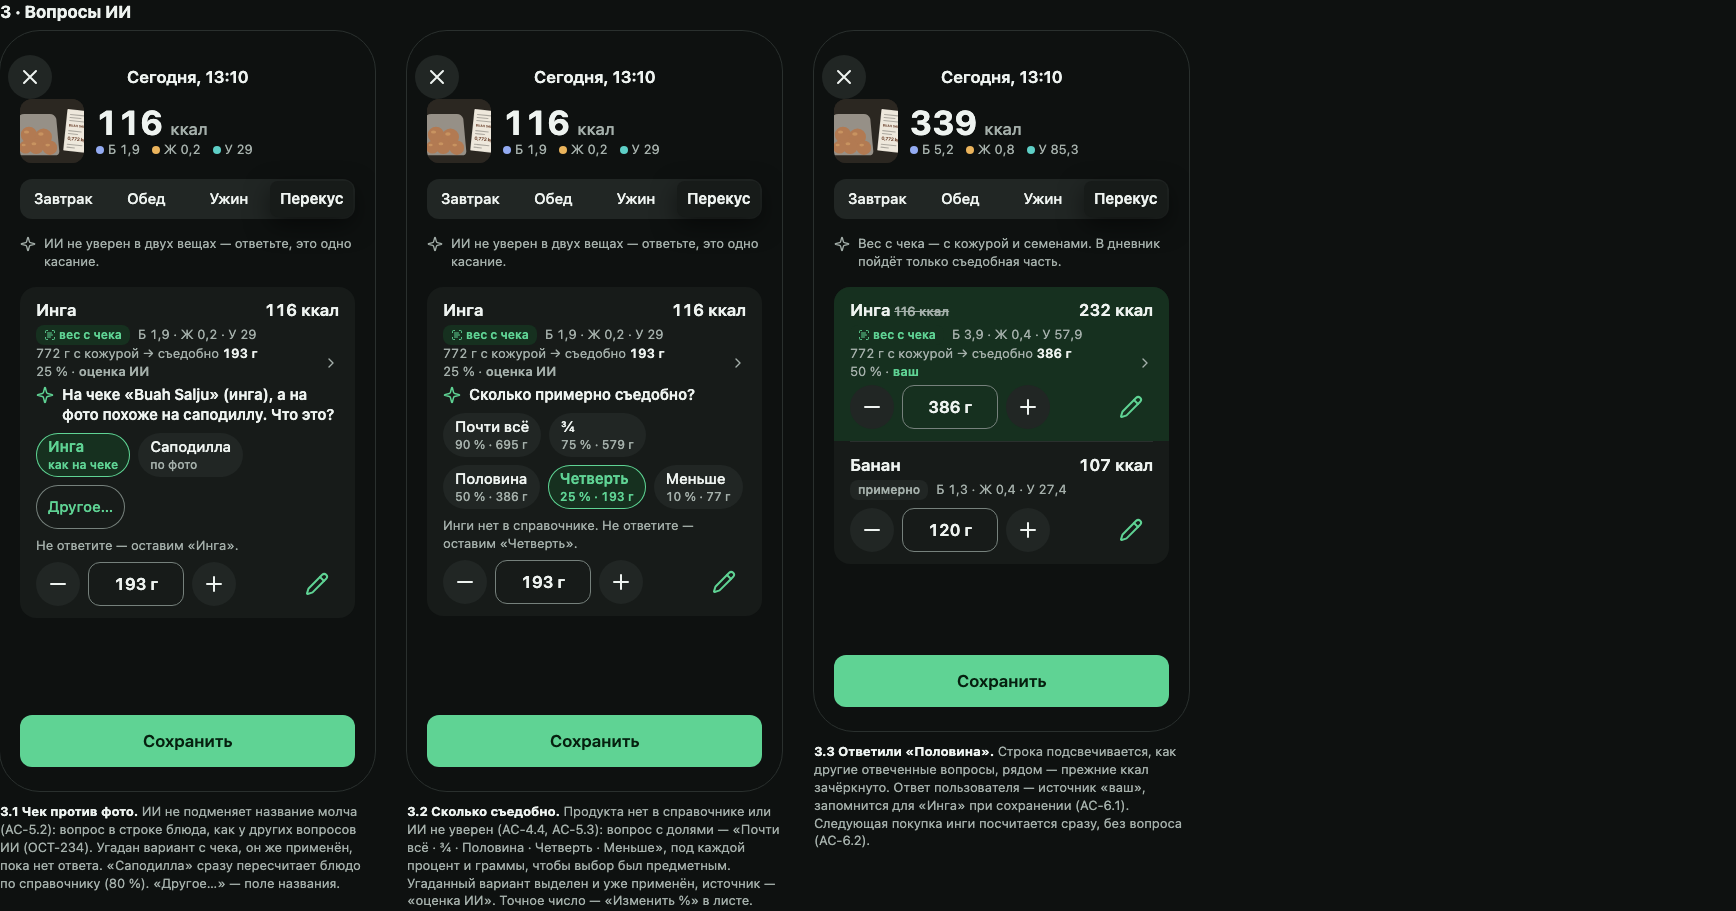 3 · Вопросы ИИ
Сегодня, 13:10
116 ккал
Б 1,9 Ж 0,2 У 29
Завтрак Обед Ужин Перекус
ИИ не уверен в двух вещах — ответьте, это одно
касание.
Инга 116 ккал
вес с чека Б 1,9 · Ж 0,2 · У 29
772 г с кожурой → съедобно 193 г
25 % · оценка ИИ
На чеке «Buah Salju» (инга), а на
фото похоже на саподиллу. Что это?
Инга
как на чеке
Саподилла
по фото
Другое...
Не ответите — оставим «Инга».
193 г
Сохранить
3.1 Чек против фото. ИИ не подменяет название молча
(АС-5.2): вопрос в строке блюда, как у других вопросов
ИИ (ОСТ-234). Угадан вариант с чека, он же применён,
пока нет ответа. «Саподилла» сразу пересчитает блюдо
по справочнику (80 %). «Другое…» — поле названия.
Сегодня, 13:10
116 ккал
Б 1,9 Ж 0,2 У 29
Завтрак Обед Ужин Перекус
ИИ не уверен в двух вещах — ответьте, это одно
касание.
Инга 116 ккал
вес с чека Б 1,9 · Ж 0,2 · У 29
772 г с кожурой → съедобно 193 г
25 % · оценка ИИ
Сколько примерно съедобно?
Почти всё
90 % · 695 г
¾
75 % · 579 г
Половина
50 % · 386 г
Четверть
25 % · 193 г
Меньше
10 % · 77 г
Инги нет в справочнике. Не ответите —
оставим «Четверть».
193 г
Сохранить
3.2 Сколько съедобно. Продукта нет в справочнике или
ИИ не уверен (АС-4.4, АС-5.3): вопрос с долями — «Почти
всё · ¾ · Половина · Четверть · Меньше», под каждой
процент и граммы, чтобы выбор был предметным.
Угаданный вариант выделен и уже применён, источник —
«оценка ИИ». Точное число — «Изменить %» в листе.
Сегодня, 13:10
339 ккал
Б 5,2 Ж 0,8 У 85,3
Завтрак Обед Ужин Перекус
Вес с чека — с кожурой и семенами. В дневник
пойдёт только съедобная часть.
Инга 116 ккал 232 ккал
вес с чека Б 3,9 · Ж 0,4 · У 57,9
772 г с кожурой → съедобно 386 г
50 % · ваш
386 г
Банан 107 ккал
примерно Б 1,3 · Ж 0,4 · У 27,4
120 г
Сохранить
3.3 Ответили «Половина». Строка подсвечивается, как
другие отвеченные вопросы, рядом — прежние ккал
зачёркнуто. Ответ пользователя — источник «ваш»,
запомнится для «Инга» при сохранении (АС-6.1).
Следующая покупка инги посчитается сразу, без вопроса
(АС-6.2).